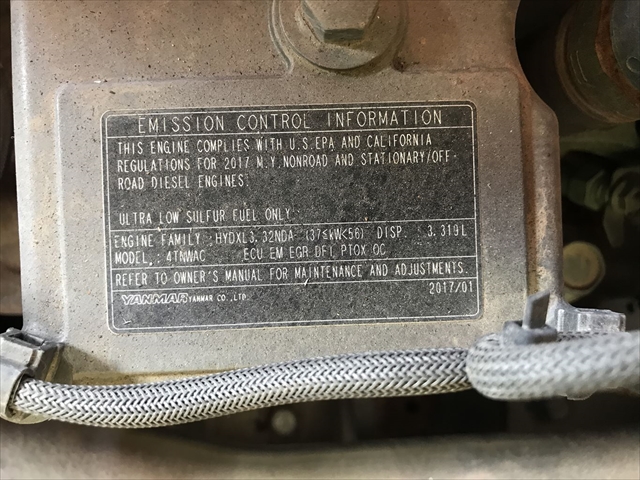 EMISSION CONTROL INFORMATION
THIS ENGINE COMPLIES WITH U.S.EPA AND CALIFORNIA
REGULATIONS FOR 2017 M.Y.NONROAD AND STATIONARY/OFF-
ROAD DIESEL ENGINES.
ULTRA LOW SULFUR FUEL ONLY
ENGINE FAMILY : HYDXL3.32NDA (37≤kW<56) DISP. : 3.319L
MODEL: 4TNWAC ECU EM EGR DFI PTOX OC
REFER TO OWNER'S MANUAL FOR MAINTENANCE AND ADJUSTMENTS.
YANMAR YANMAR CO.,LTD. 2017/01